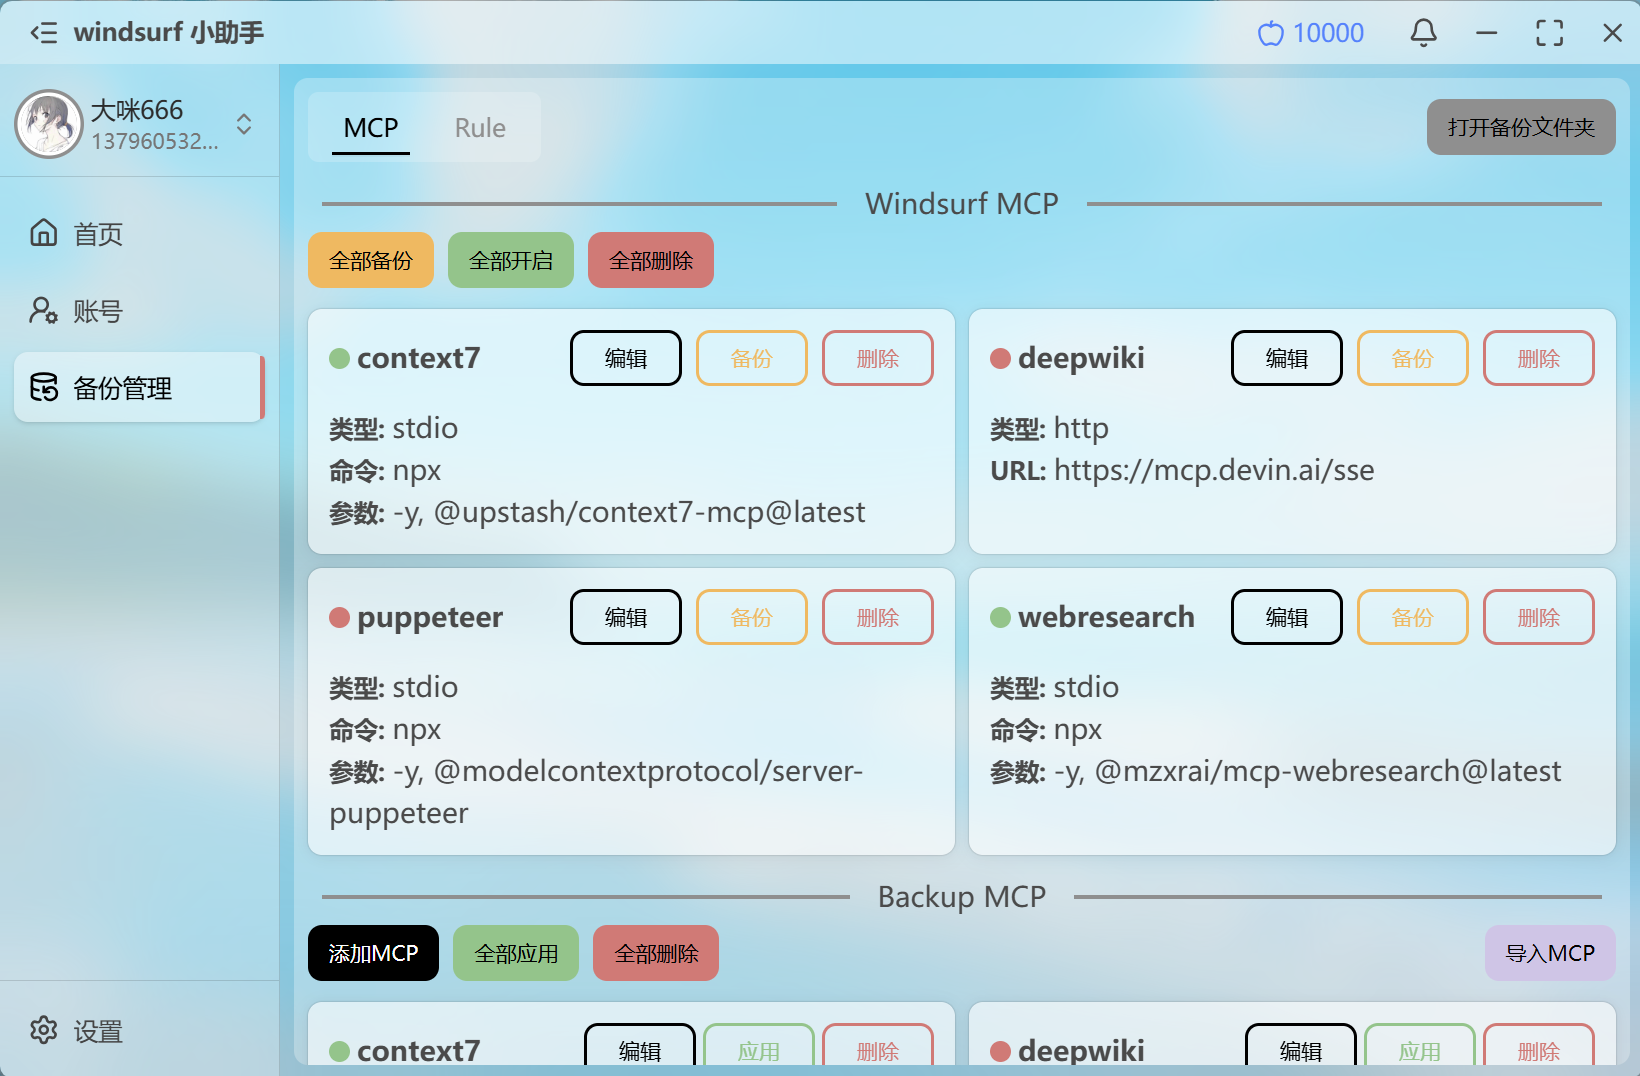 windsurf 小助手
10000
大咪666
137960532...
首页
账号
备份管理
设置
MCP
Rule
打开备份文件夹
Windsurf MCP
全部备份
全部开启
全部删除
context7
编辑
备份
删除
类型: stdio
命令: npx
参数: -y, @upstash/context7-mcp@latest
deepwiki
编辑
备份
删除
类型: http
URL: https://mcp.devin.ai/sse
puppeteer
编辑
备份
删除
类型: stdio
命令: npx
参数: -y, @modelcontextprotocol/server-
puppeteer
webresearch
编辑
备份
删除
类型: stdio
命令: npx
参数: -y, @mzxrai/mcp-webresearch@latest
Backup MCP
添加MCP
全部应用
全部删除
导入MCP
context7
编辑
应用
删除
deepwiki
编辑
应用
删除